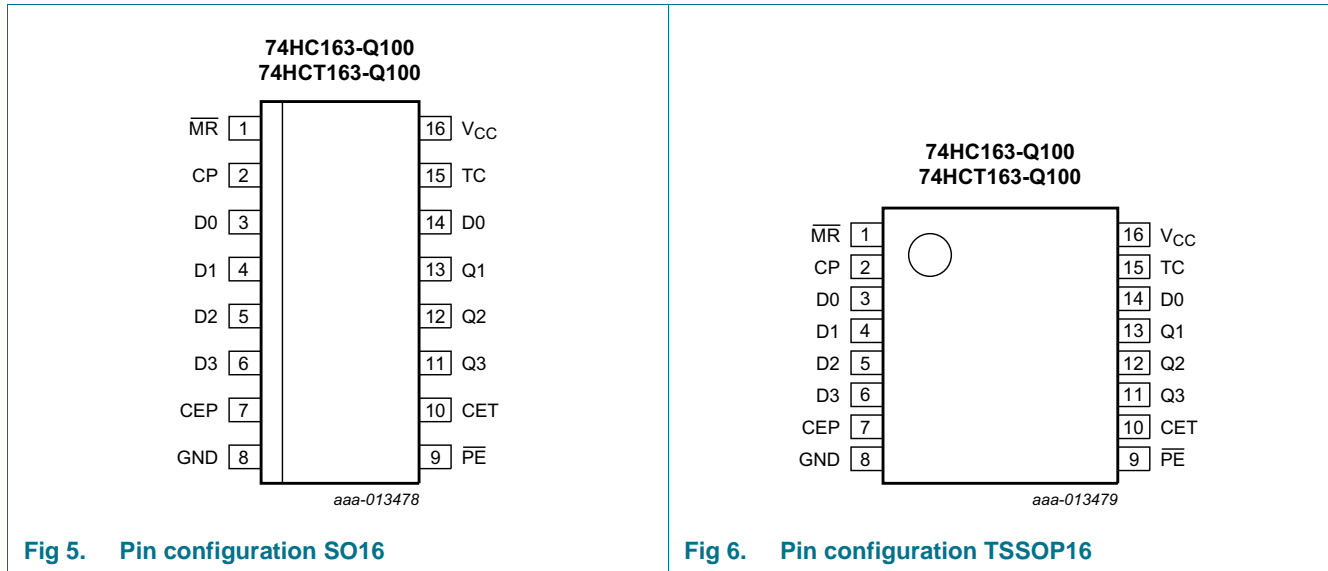 74HC163-Q100
74HCT163-Q100
MR 1 16 VCC
CP 2 15 TC
D0 3 14 D0
D1 4 13 Q1
D2 5 12 Q2
D3 6 11 Q3
CEP 7 10 CET
GND 8 9 PE
aaa-013478
Fig 5. Pin configuration SO16
74HC163-Q100
74HCT163-Q100
MR 1 16 VCC
CP 2 15 TC
D0 3 14 D0
D1 4 13 Q1
D2 5 12 Q2
D3 6 11 Q3
CEP 7 10 CET
GND 8 9 PE
aaa-013479
Fig 6. Pin configuration TSSOP16